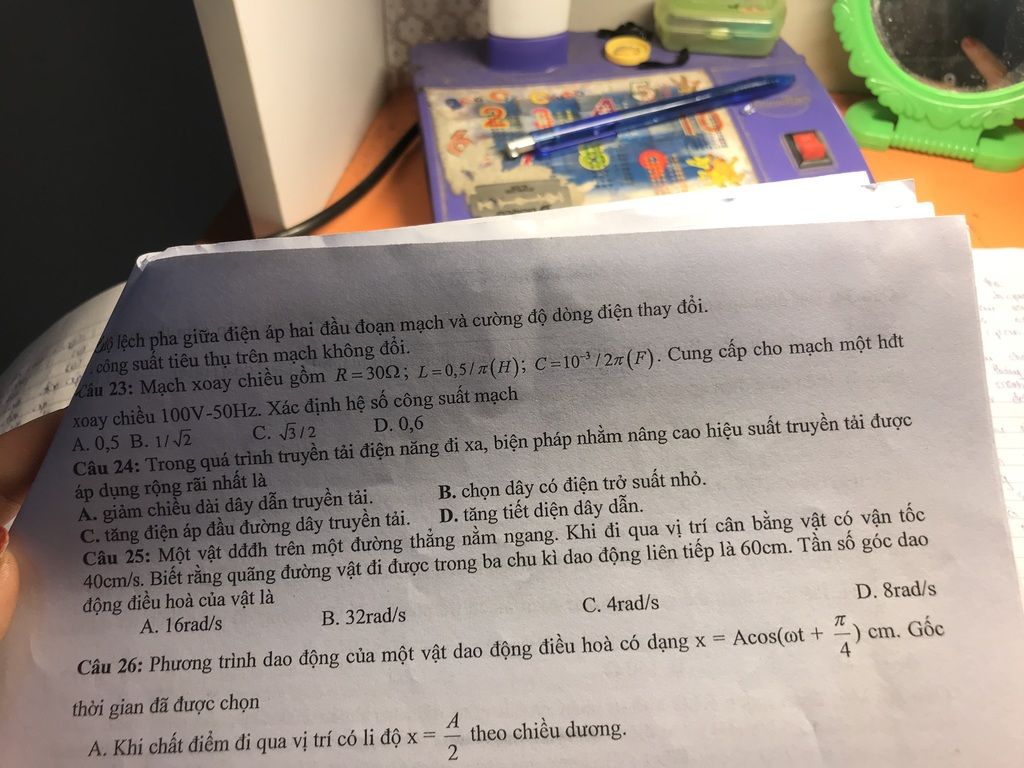 độ lệch pha giữa điện áp hai đầu đoạn mạch và cường độ dòng điện thay đổi.
công suất tiêu thụ trên mạch không đổi.
Câu 23: Mạch xoay chiều gồm R=30Ω; L=0,5/π(H); C=10⁻³/2π(F). Cung cấp cho mạch một hđt
xoay chiều 100V-50Hz. Xác định hệ số công suất mạch
A. 0,5 B. 1/√2 C. √3/2 D. 0,6
Câu 24: Trong quá trình truyền tải điện năng đi xa, biện pháp nhằm nâng cao hiệu suất truyền tải được
áp dụng rộng rãi nhất là
A. giảm chiều dài dây dẫn truyền tải. B. chọn dây có điện trở suất nhỏ.
C. tăng điện áp đầu đường dây truyền tải. D. tăng tiết diện dây dẫn.
Câu 25: Một vật dđđh trên một đường thẳng nằm ngang. Khi đi qua vị trí cân bằng vật có vận tốc
40cm/s. Biết rằng quãng đường vật đi được trong ba chu kì dao động liên tiếp là 60cm. Tần số góc dao
động điều hoà của vật là
A. 16rad/s B. 32rad/s C. 4rad/s D. 8rad/s
Câu 26: Phương trình dao động của một vật dao động điều hoà có dạng x = Acos(ωt + π/4) cm. Gốc
thời gian đã được chọn
A. Khi chất điểm đi qua vị trí có li độ x = A/2 theo chiều dương.